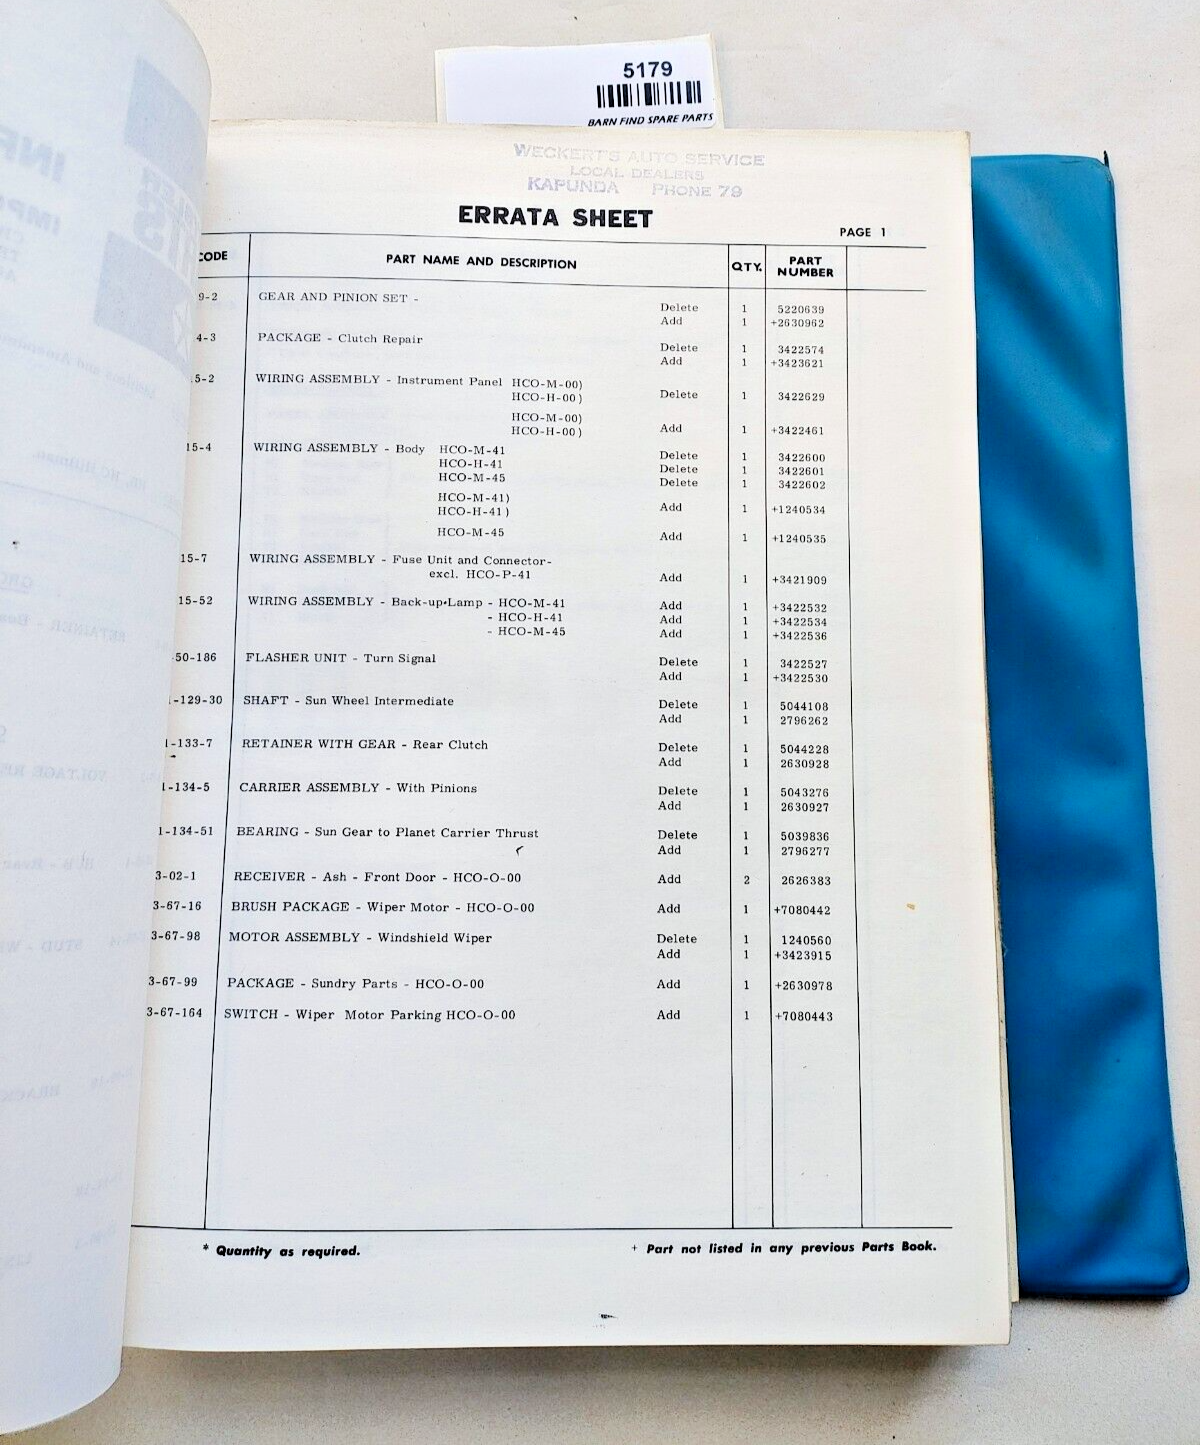 5179
BARN FIND SPARE PARTS
WECKERT'S AUTO SERVICE
LOCAL DEALERS
KAPUNDA PHONE 79
ERRATA SHEET
PAGE 1
CODE PART NAME AND DESCRIPTION QTY. PART NUMBER
9-2 GEAR AND PINION SET -
Delete 1 5220639
Add 1 +2630962
4-3 PACKAGE - Clutch Repair
Delete 1 3422574
Add 1 +3423621
15-2 WIRING ASSEMBLY - Instrument Panel HCO-M-00)
HCO-H-00) Delete 1 3422629
HCO-M-00)
HCO-H-00) Add 1 +3422461
15-4 WIRING ASSEMBLY - Body HCO-M-41 Delete 1 3422600
HCO-H-41 Delete 1 3422601
HCO-M-45 Delete 1 3422602
HCO-M-41)
HCO-H-41) Add 1 +1240534
HCO-M-45 Add 1 +1240535
15-7 WIRING ASSEMBLY - Fuse Unit and Connector-
excl. HCO-P-41 Add 1 +3421909
15-52 WIRING ASSEMBLY - Back-up Lamp - HCO-M-41 Add 1 +3422532
- HCO-H-41 Add 1 +3422534
- HCO-M-45 Add 1 +3422536
-50-186 FLASHER UNIT - Turn Signal Delete 1 3422527
Add 1 +3422530
1-129-30 SHAFT - Sun Wheel Intermediate Delete 1 5044108
Add 1 2796262
1-133-7 RETAINER WITH GEAR - Rear Clutch Delete 1 5044228
Add 1 2630928
1-134-5 CARRIER ASSEMBLY - With Pinions Delete 1 5043276
Add 1 2630927
1-134-51 BEARING - Sun Gear to Planet Carrier Thrust Delete 1 5039836
Add 1 2796277
3-02-1 RECEIVER - Ash - Front Door - HCO-O-00 Add 2 2626383
3-67-16 BRUSH PACKAGE - Wiper Motor - HCO-O-00 Add 1 +7080442
3-67-98 MOTOR ASSEMBLY - Windshield Wiper Delete 1 1240560
Add 1 +3423915
3-67-99 PACKAGE - Sundry Parts - HCO-O-00 Add 1 +2630978
3-67-164 SWITCH - Wiper Motor Parking HCO-O-00 Add 1 +7080443
* Quantity as required. + Part not listed in any previous Parts Book.